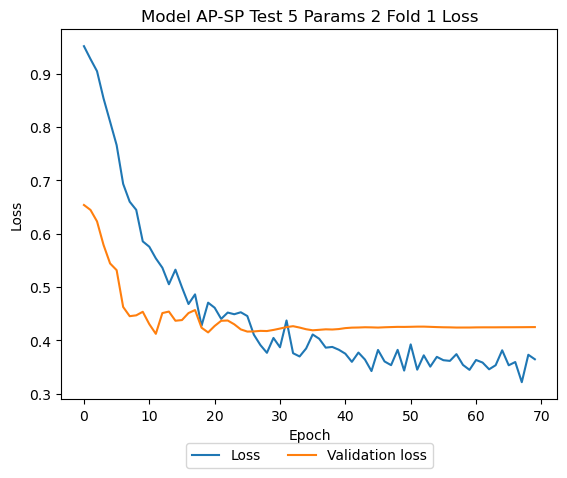 Model AP-SP Test 5 Params 2 Fold 1 Loss
Loss
0.9
0.8
0.7
0.6
0.5
0.4
0.3
0 10 20 30 40 50 60 70
Epoch
Loss Validation loss